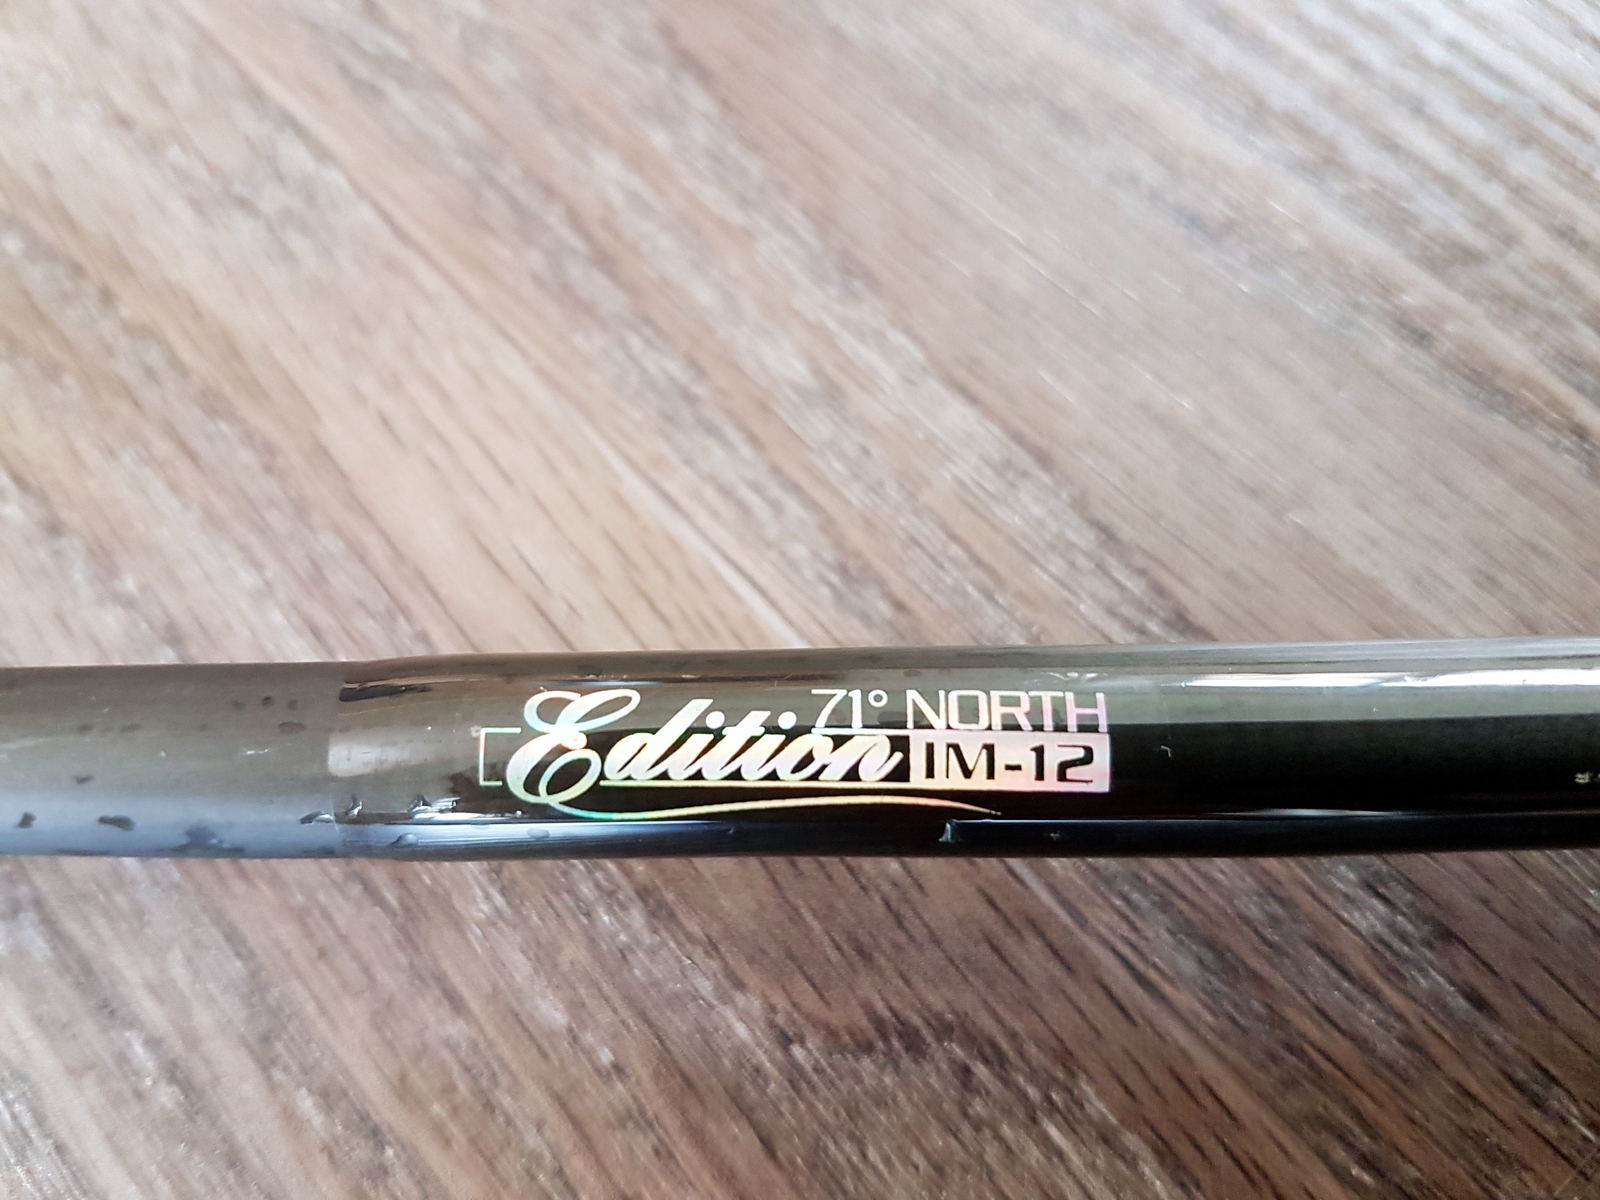 71° NORTH
Edition IM-12